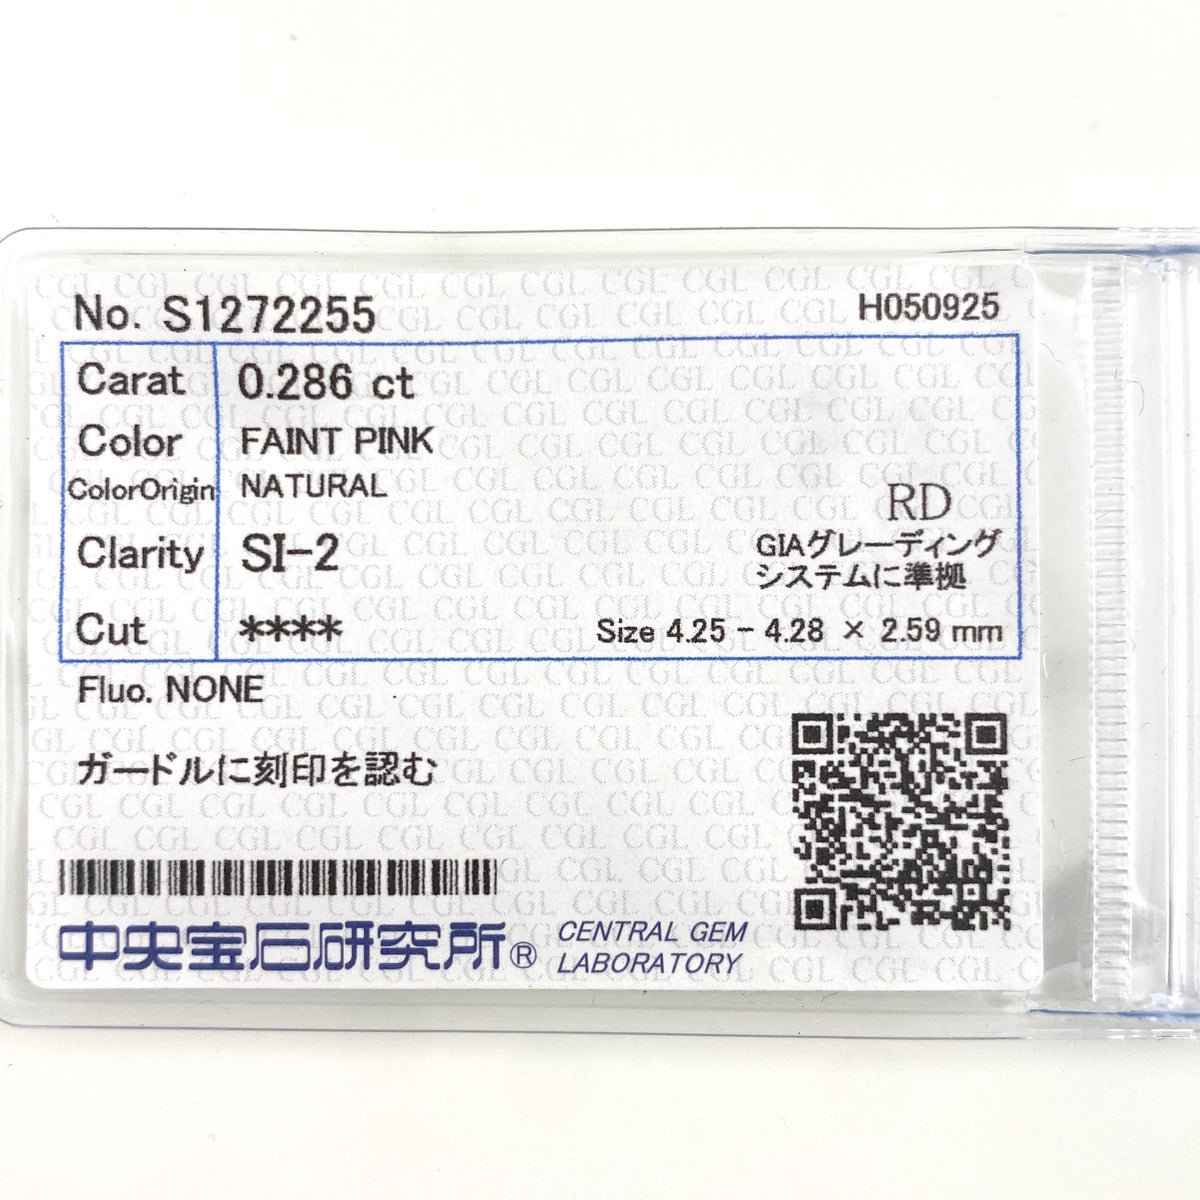 No. S1272255
H050925
Carat 0.286 ct
Color FAINT PINK
ColorOrigin NATURAL
RD
Clarity SI-2
GIAグレーディング
システムに準拠
Cut ****
Size 4.25 - 4.28 × 2.59 mm
Fluo. NONE
ガードルに刻印を認む
中央宝石研究所® CENTRAL GEM
LABORATORY